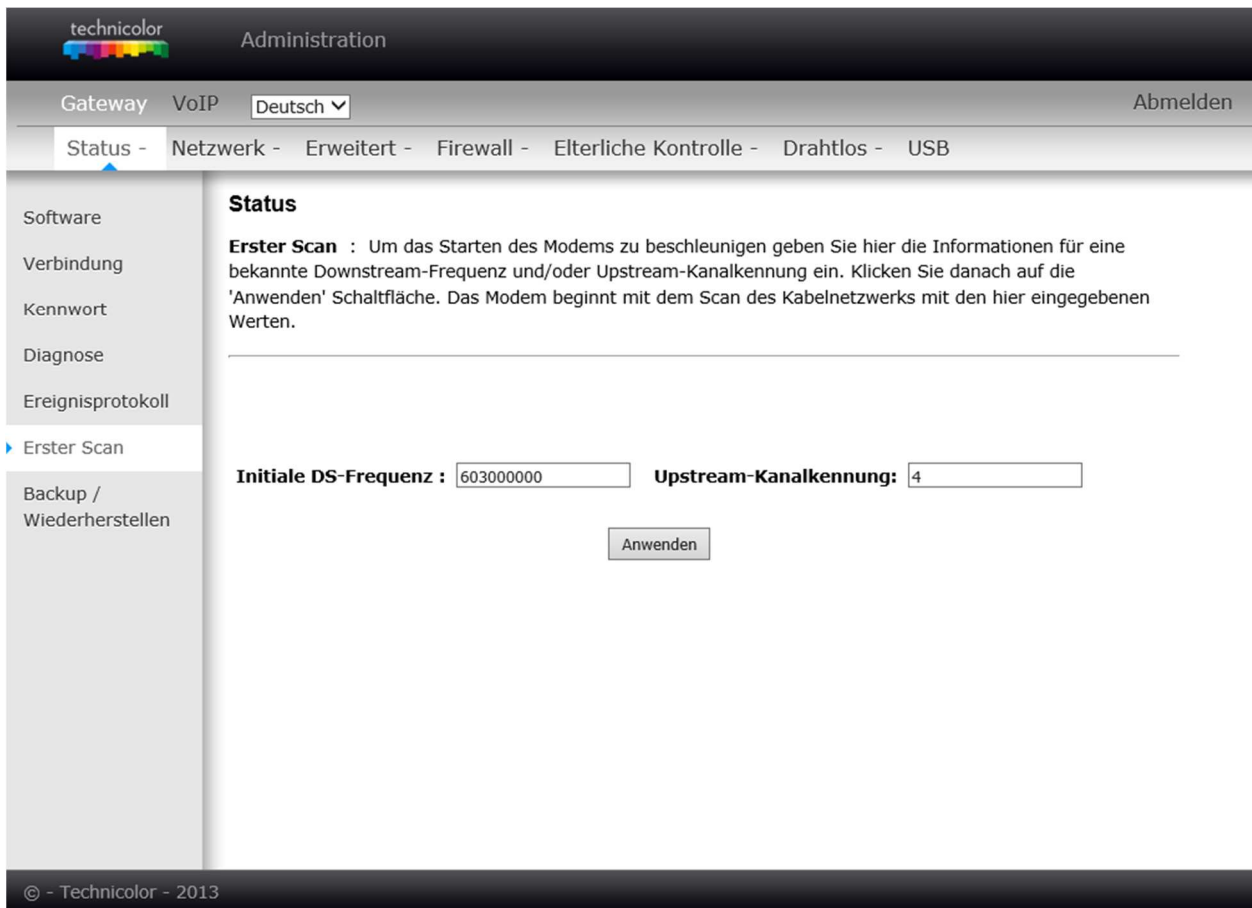 technicolor
Administration
Gateway VoIP Deutsch Abmelden
Status - Netzwerk - Erweitert - Firewall - Elterliche Kontrolle - Drahtlos - USB
Software
Verbindung
Kennwort
Diagnose
Ereignisprotokoll
Erster Scan
Backup /
Wiederherstellen
Status
Erster Scan : Um das Starten des Modems zu beschleunigen geben Sie hier die Informationen für eine
bekannte Downstream-Frequenz und/oder Upstream-Kanalkennung ein. Klicken Sie danach auf die
'Anwenden' Schaltfläche. Das Modem beginnt mit dem Scan des Kabelnetzwerks mit den hier eingegebenen
Werten.
Initiale DS-Frequenz : 603000000 Upstream-Kanalkennung: 4
Anwenden
© - Technicolor - 2013